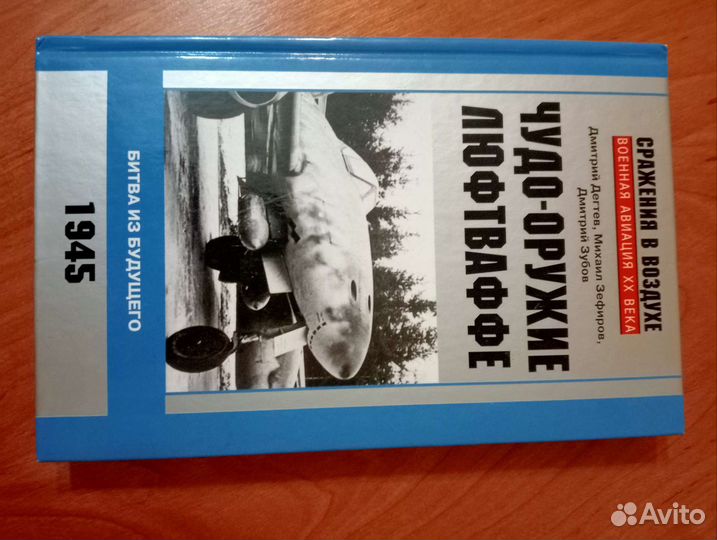 СРАЖЕНИЯ В ВОЗДУХЕ
ВОЕННАЯ АВИАЦИЯ XX ВЕКА
Дмитрий Дегтев, Михаил Зефиров,
Дмитрий Зубов
ЧУДО-ОРУЖИЕ
ЛЮФТВАФФЕ
БИТВА ИЗ БУДУЩЕГО
1945
Avito